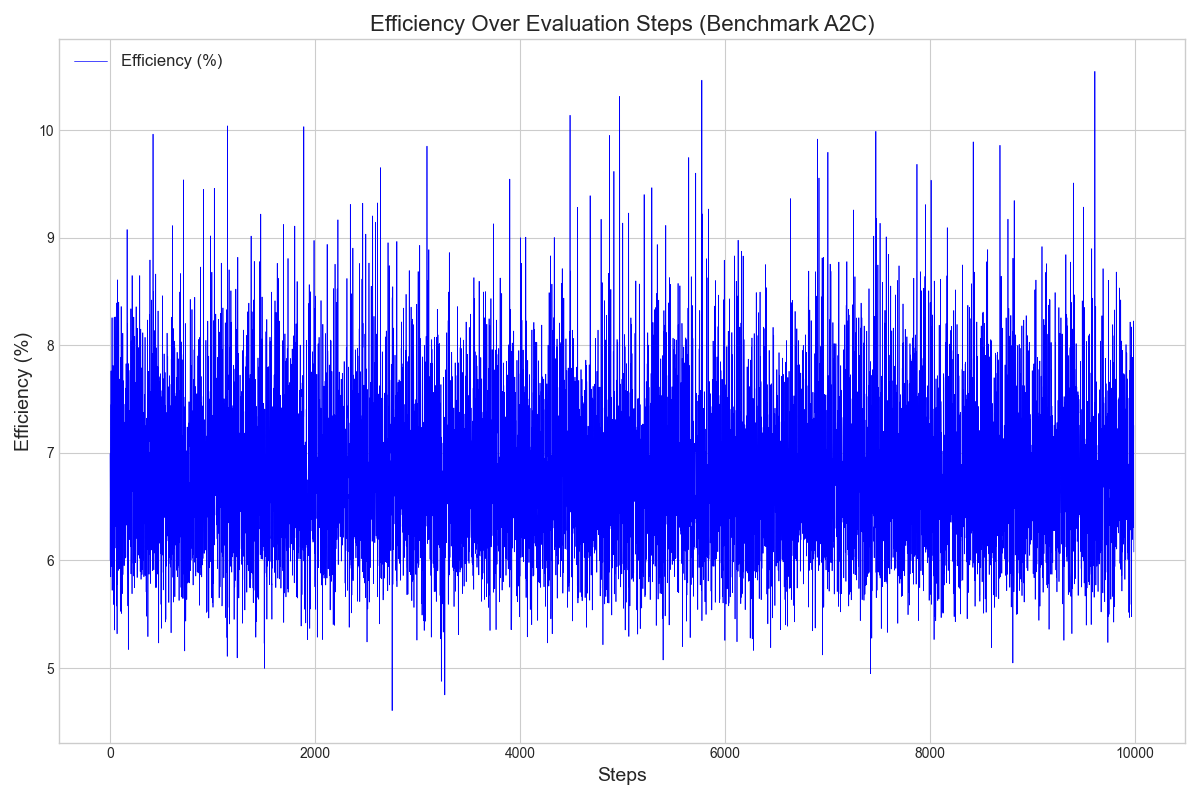 Efficiency Over Evaluation Steps (Benchmark A2C)
Efficiency (%)
10
9
8
7
6
5
Efficiency (%)
0 2000 4000 6000 8000 10000
Steps